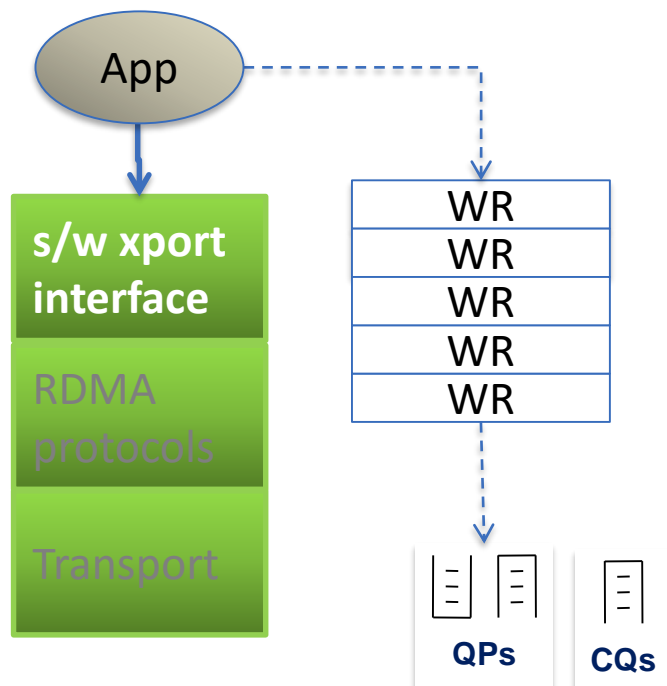 App
s/w xport
interface
RDMA
protocols
Transport
WR
WR
WR
WR
WR
QPs
CQs